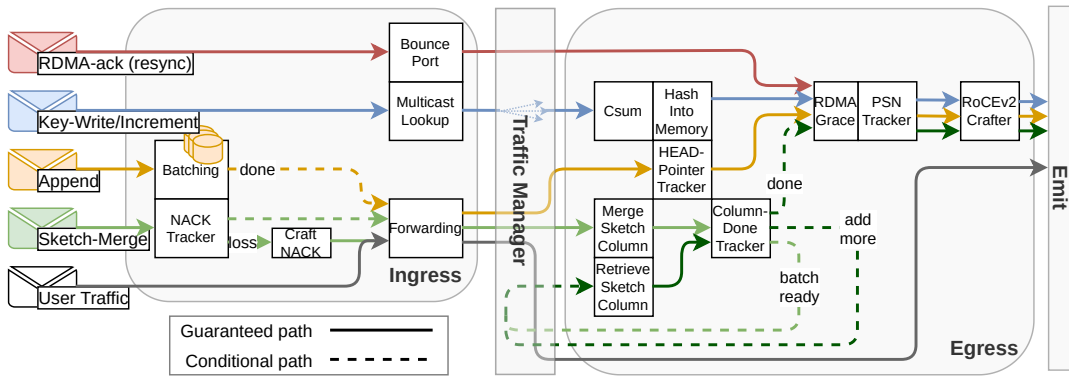 RDMA-ack (resync)
Key-Write/Increment
Append
Sketch-Merge
User Traffic
Bounce
Port
Multicast
Lookup
Batching
done
NACK
Tracker
loss
Craft
NACK
Forwarding
Ingress
Traffic Manager
Csum
Hash
Into
Memory
HEAD-
Pointer
Tracker
Merge
Sketch
Column
Retrieve
Sketch
Column
Column-
Done
Tracker
done
add
more
batch
ready
RDMA
Grace
PSN
Tracker
RoCEv2
Crafter
Egress
Emit
Guaranteed path
Conditional path